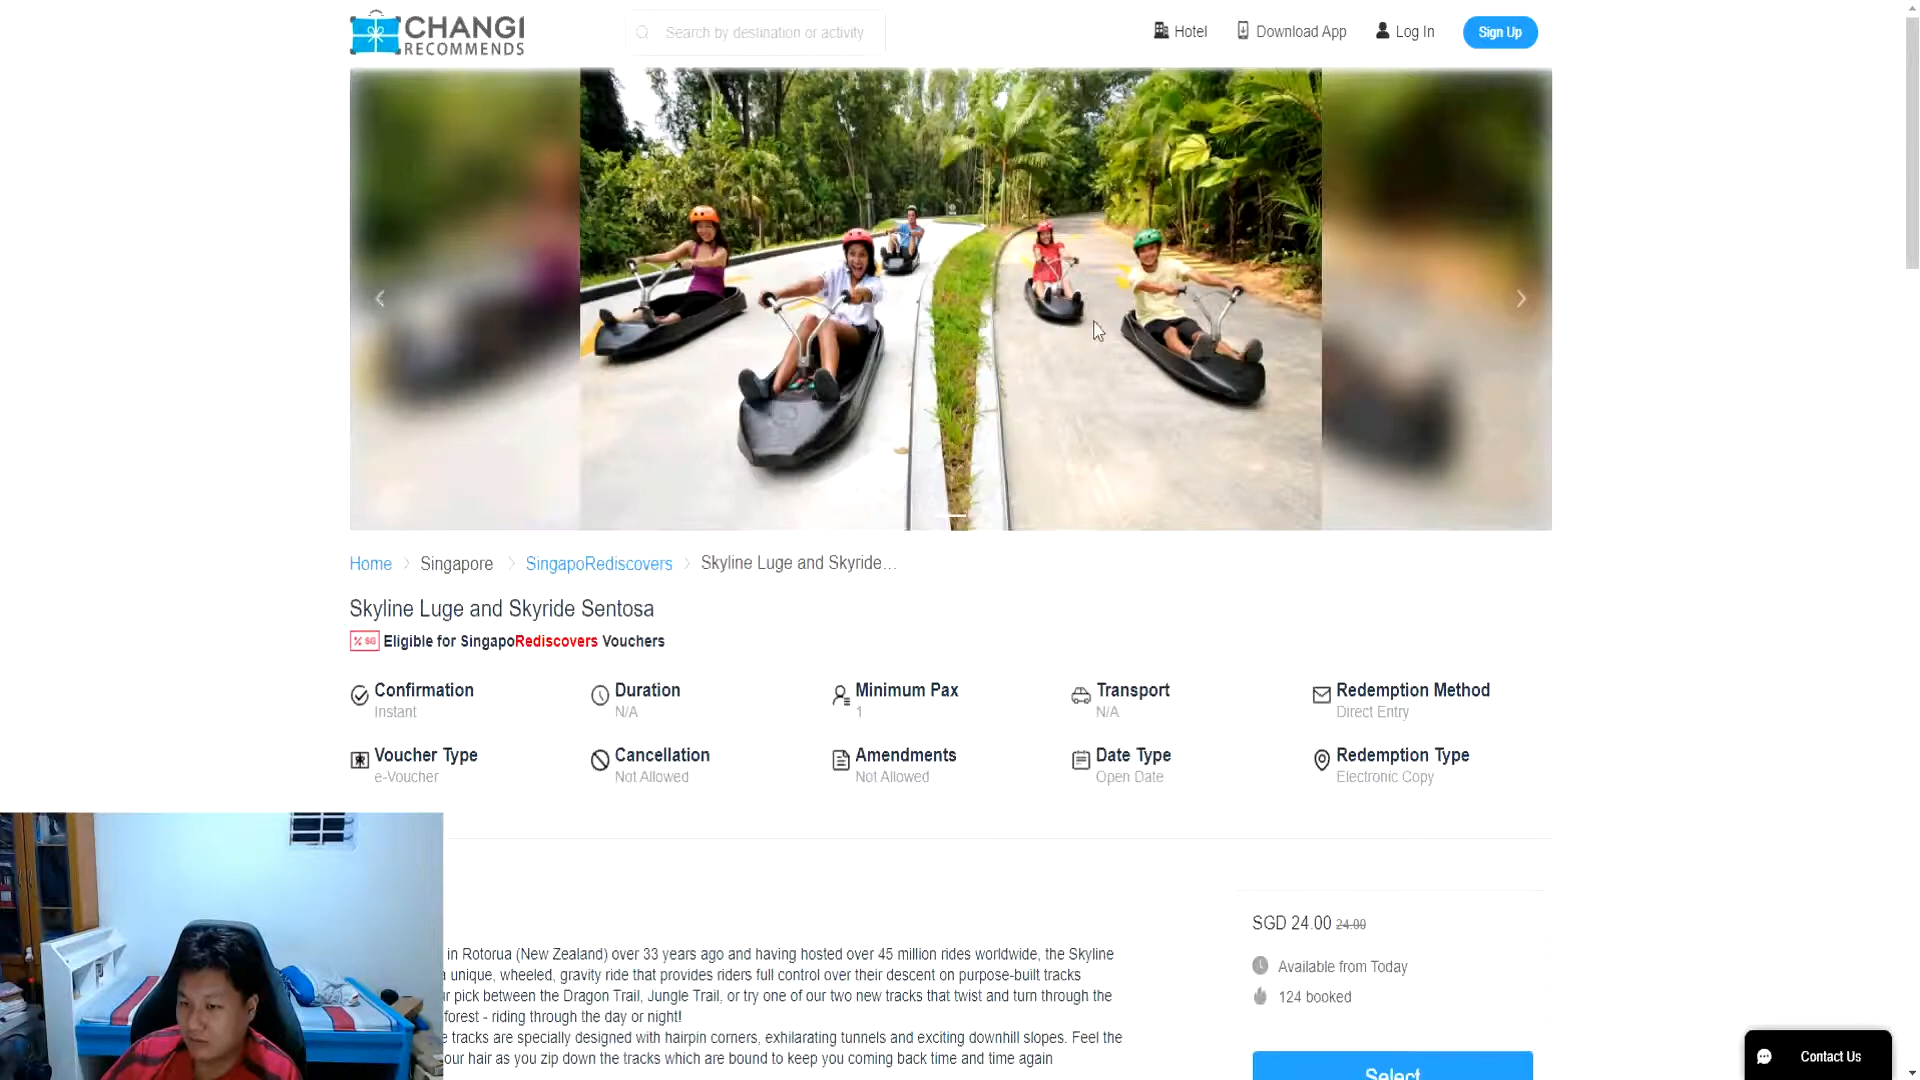 CHANGI
RECOMMENDS
Search by destination or activity
Hotel
Download App
Log In
Sign Up
Home > Singapore > SingapoRediscovers > Skyline Luge and Skyride...
Skyline Luge and Skyride Sentosa
% SG Eligible for SingapoRediscovers Vouchers
Confirmation
Instant
Duration
N/A
Minimum Pax
1
Transport
N/A
Redemption Method
Direct Entry
Voucher Type
e-Voucher
Cancellation
Not Allowed
Amendments
Not Allowed
Date Type
Open Date
Redemption Type
Electronic Copy
in Rotorua (New Zealand) over 33 years ago and having hosted over 45 million rides worldwide, the Skyline
unique, wheeled, gravity ride that provides riders full control over their descent on purpose-built tracks
pick between the Dragon Trail, Jungle Trail, or try one of our two new tracks that twist and turn through the
forest - riding through the day or night!
tracks are specially designed with hairpin corners, exhilarating tunnels and exciting downhill slopes. Feel the
our hair as you zip down the tracks which are bound to keep you coming back time and time again
SGD 24.00 24.00
Available from Today
124 booked
Select
Contact Us